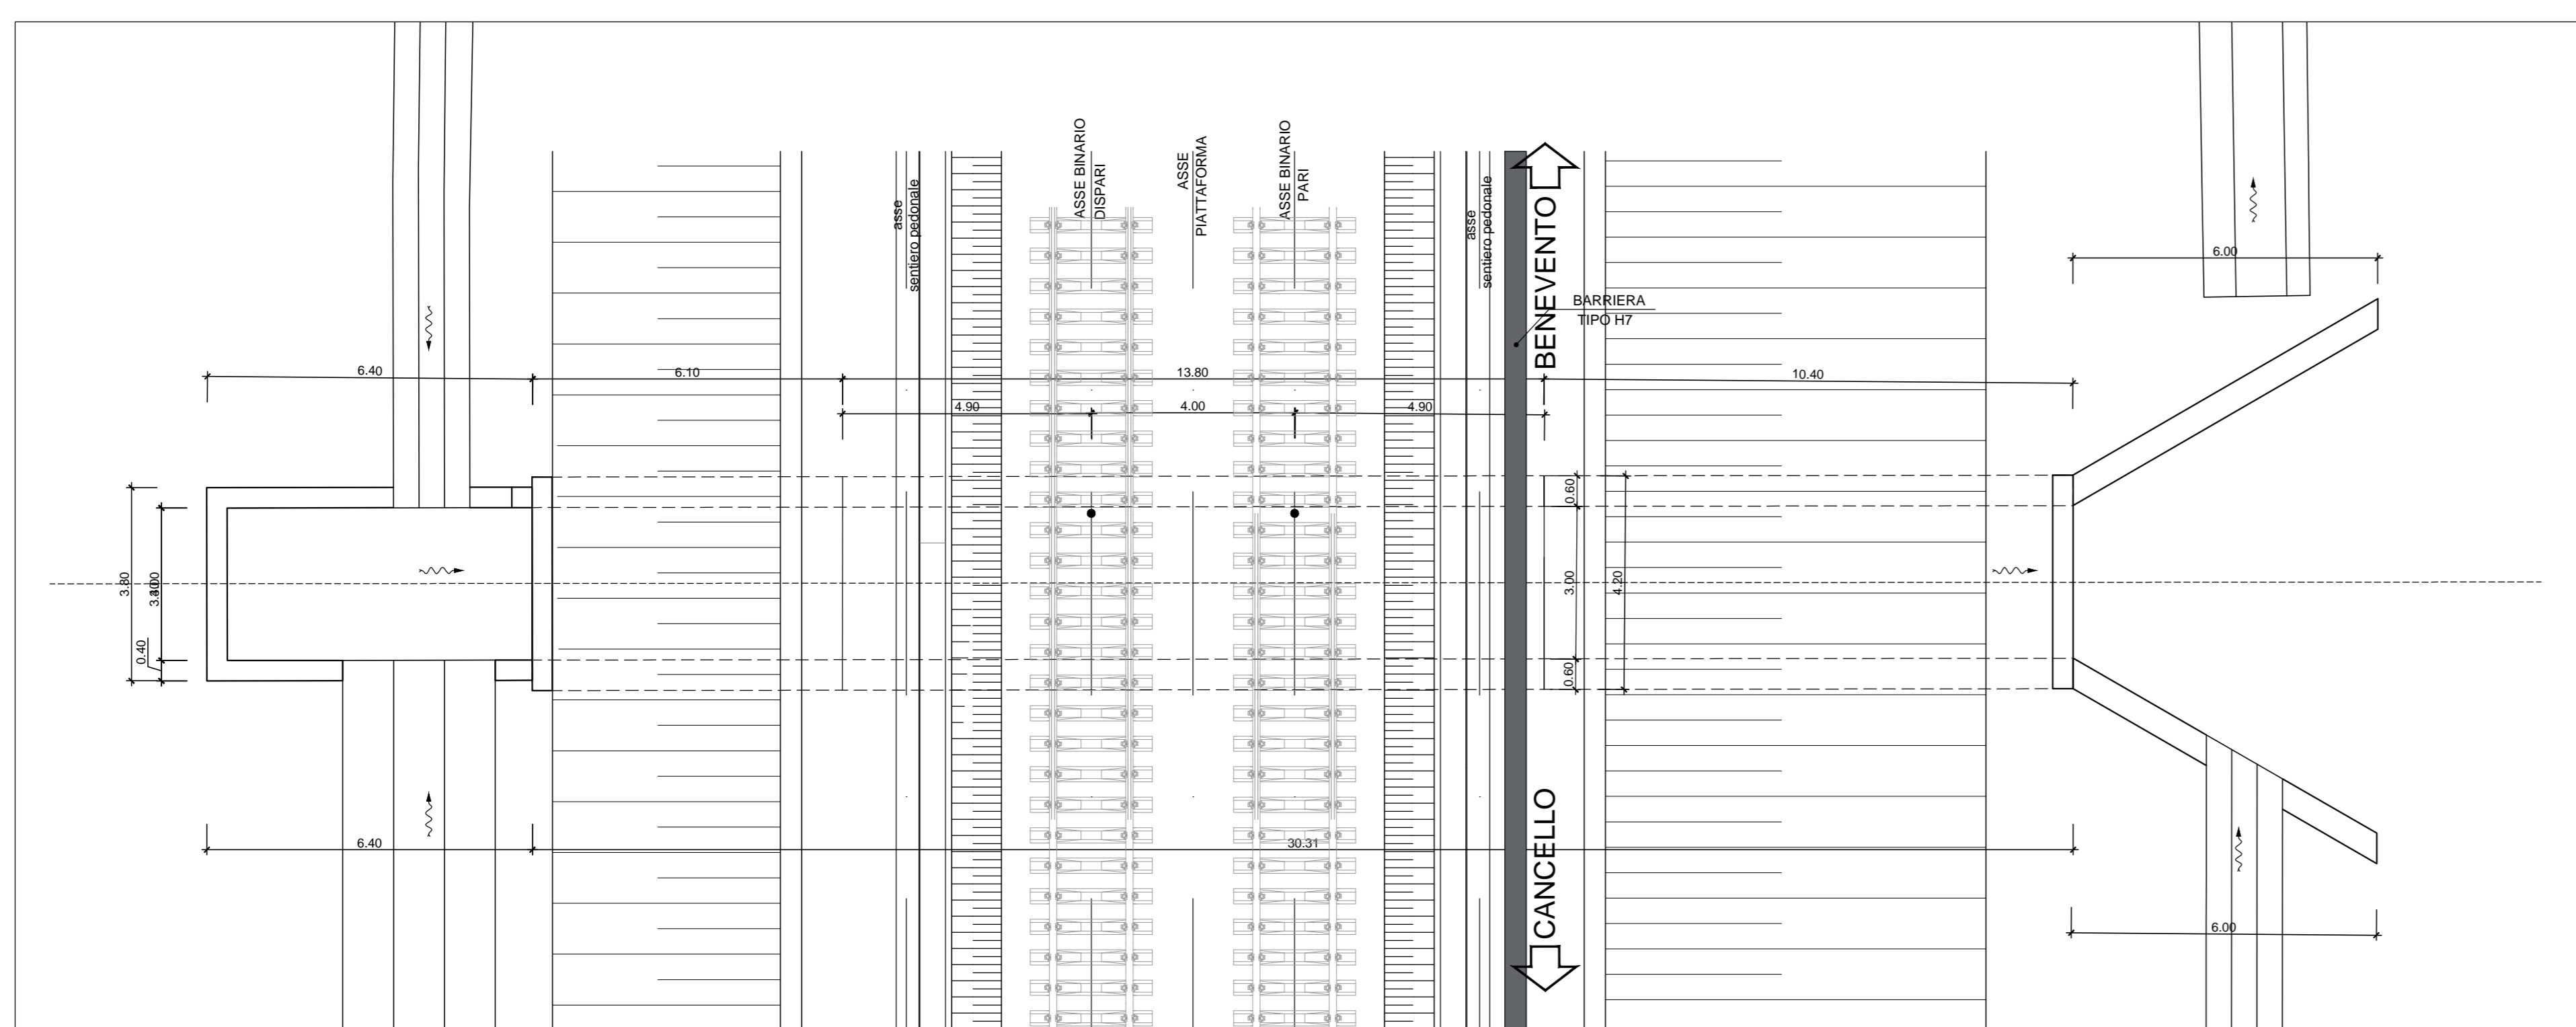 ASSE BINARIO
DISPARI
ASSE
PIATTAFORMA
ASSE BINARIO
PARI
asse
sentiero pedonale
asse
sentiero pedonale
BENEVENTO
BARRIERA
TIPO H7
6.00
6.40
6.10
13.80
10.40
4.90
4.00
4.90
3.80
0.40
0.60
3.00
4.20
0.60
CANCELLO
6.40
30.31
6.00